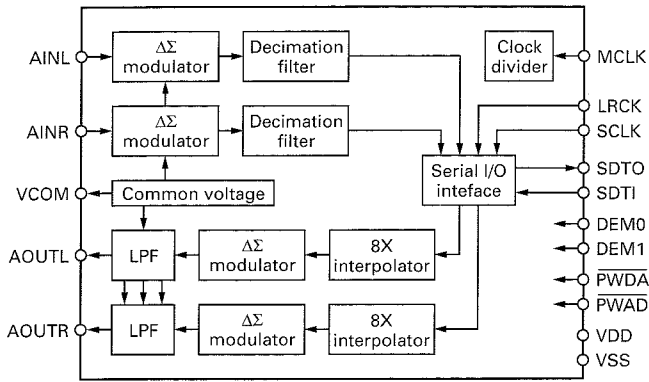 AINL
ΔΣ
modulator
Decimation
filter
Clock
divider
MCLK
LRCK
AINR
ΔΣ
modulator
Decimation
filter
SCLK
Serial I/O
inteface
SDTO
SDTI
VCOM
Common voltage
DEM0
DEM1
AOUTL
LPF
ΔΣ
modulator
8X
interpolator
PWDA
PWAD
AOUTR
LPF
ΔΣ
modulator
8X
interpolator
VDD
VSS